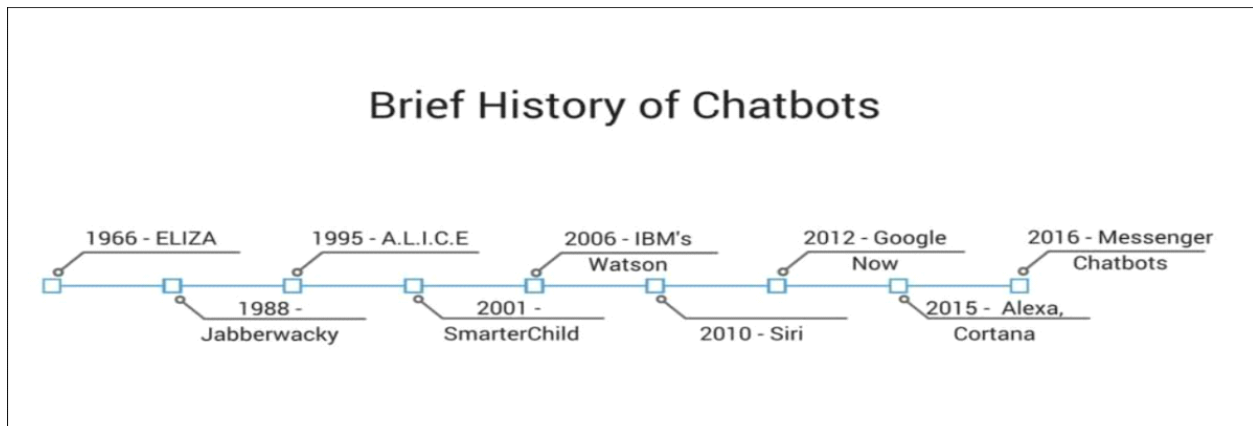 Brief History of Chatbots
1966 - ELIZA
1988 -
Jabberwacky
1995 - A.L.I.C.E
2001 -
SmarterChild
2006 - IBM's
Watson
2010 - Siri
2012 - Google
Now
2015 - Alexa,
Cortana
2016 - Messenger
Chatbots